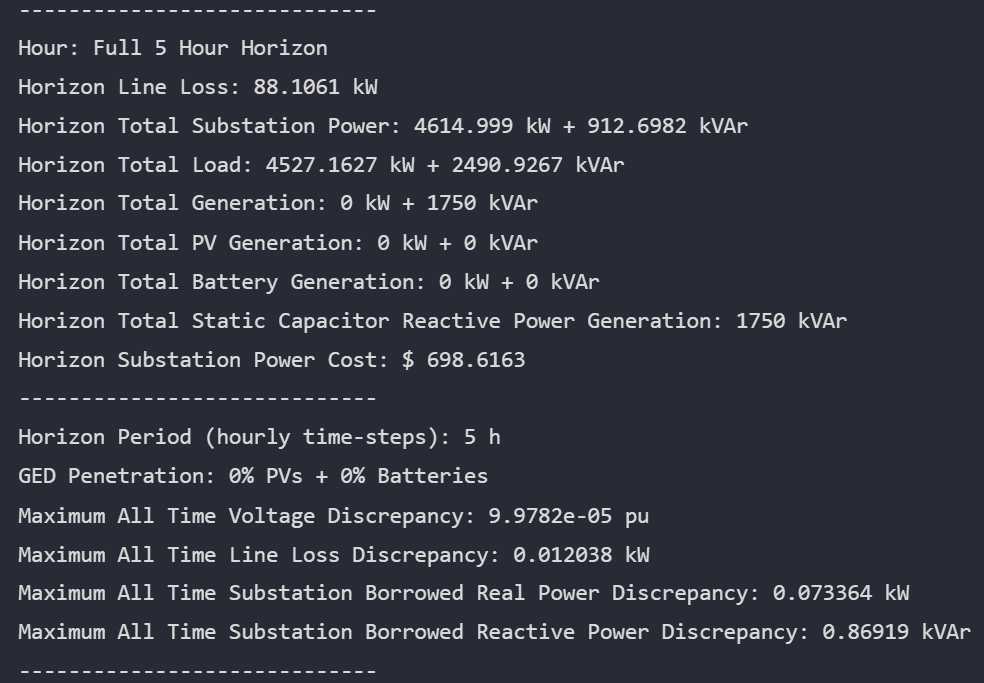 -----------------------------
Hour: Full 5 Hour Horizon
Horizon Line Loss: 88.1061 kW
Horizon Total Substation Power: 4614.999 kW + 912.6982 kVAr
Horizon Total Load: 4527.1627 kW + 2490.9267 kVAr
Horizon Total Generation: 0 kW + 1750 kVAr
Horizon Total PV Generation: 0 kW + 0 kVAr
Horizon Total Battery Generation: 0 kW + 0 kVAr
Horizon Total Static Capacitor Reactive Power Generation: 1750 kVAr
Horizon Substation Power Cost: $ 698.6163
-----------------------------
Horizon Period (hourly time-steps): 5 h
GED Penetration: 0% PVs + 0% Batteries
Maximum All Time Voltage Discrepancy: 9.9782e-05 pu
Maximum All Time Line Loss Discrepancy: 0.012038 kW
Maximum All Time Substation Borrowed Real Power Discrepancy: 0.073364 kW
Maximum All Time Substation Borrowed Reactive Power Discrepancy: 0.86919 kVAr
-----------------------------